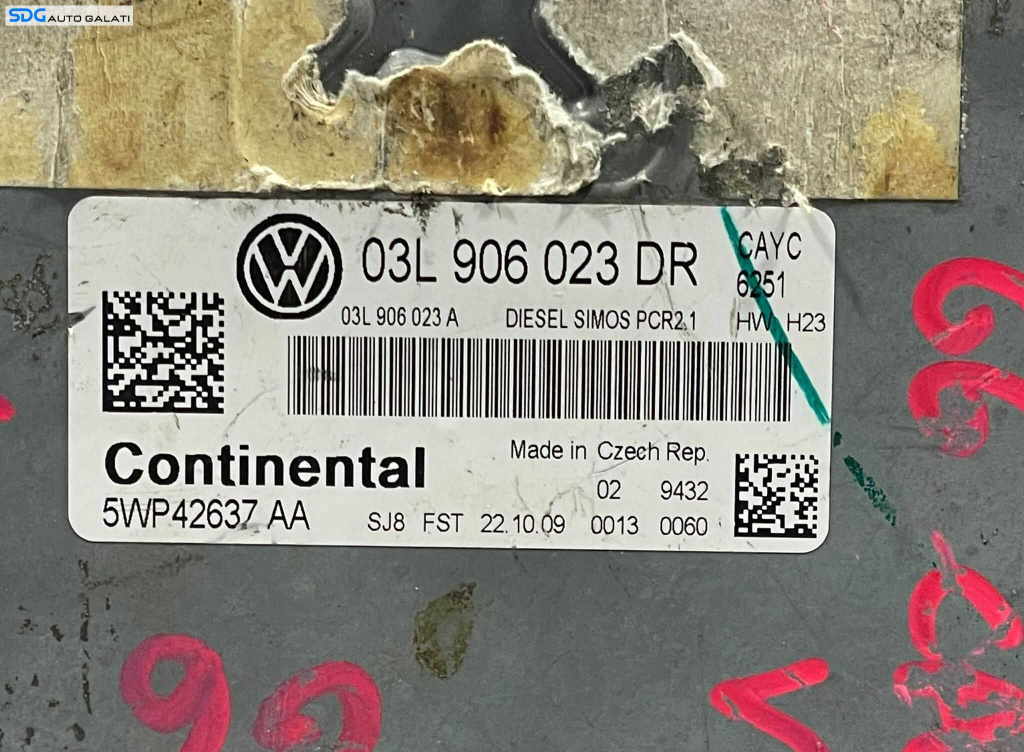 SDG AUTO GALATI
03L 906 023 DR
CAYC
6251
03L 906 023 A DIESEL SIMOS PCR2.1 HW H23
Continental
Made in Czech Rep.
5WP42637 AA
02 9432
SJ8 FST 22.10.09 0013 0060